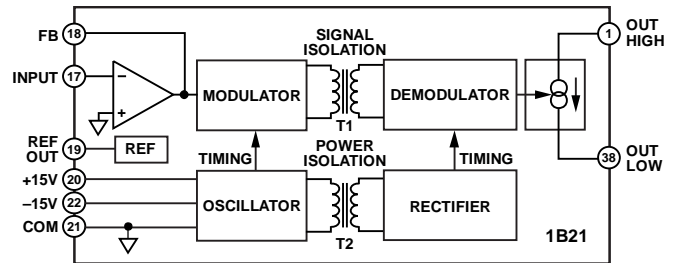 FB 18
INPUT 17
REF OUT 19
+15V 20
–15V 22
COM 21
–
+
REF
SIGNAL
ISOLATION
MODULATOR
T1
DEMODULATOR
TIMING
POWER
ISOLATION
TIMING
OSCILLATOR
T2
RECTIFIER
1 OUT
HIGH
38 OUT
LOW
1B21